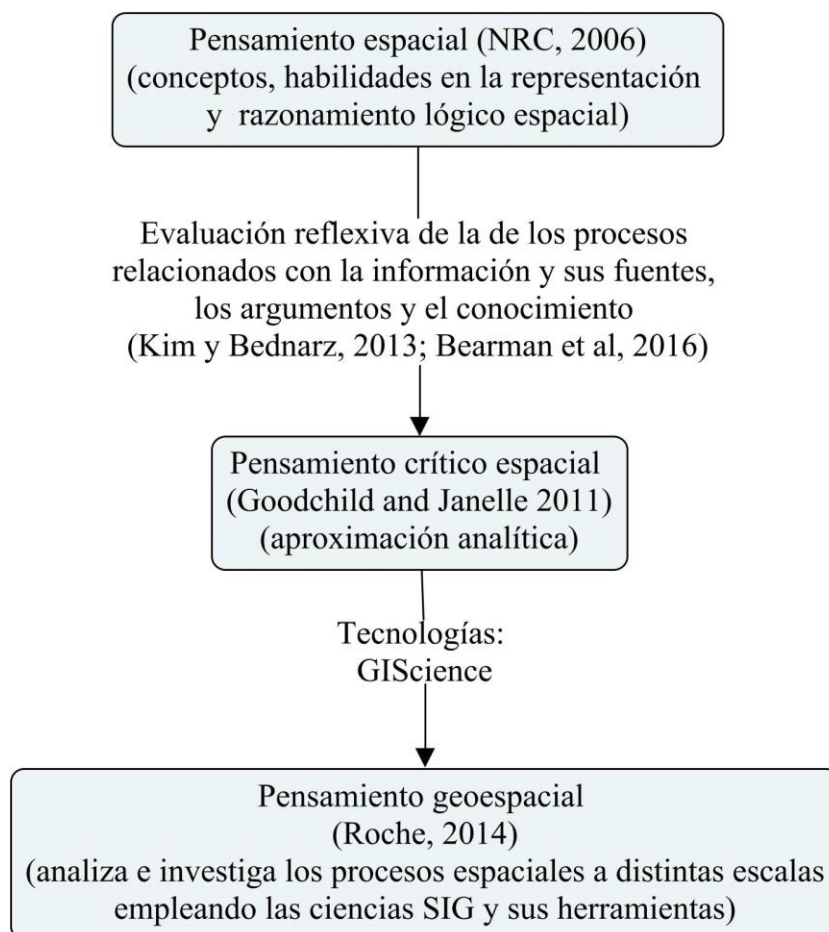 Pensamiento espacial (NRC, 2006)
(conceptos, habilidades en la representación
y razonamiento lógico espacial)
Evaluación reflexiva de la de los procesos
relacionados con la información y sus fuentes,
los argumentos y el conocimiento
(Kim y Bednarz, 2013; Bearman et al, 2016)
Pensamiento crítico espacial
(Goodchild and Janelle 2011)
(aproximación analítica)
Tecnologías:
GIScience
Pensamiento geoespacial
(Roche, 2014)
(analiza e investiga los procesos espaciales a distintas escalas
empleando las ciencias SIG y sus herramientas)